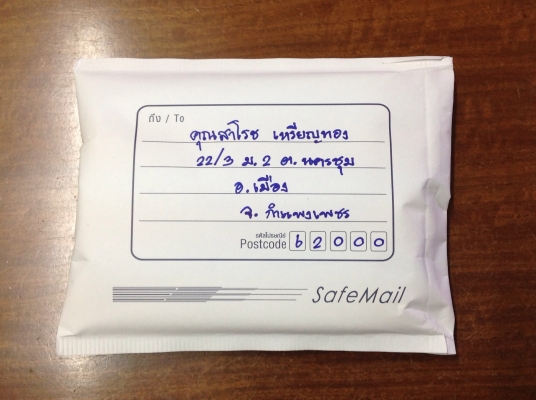 ถึง / To
คุณสาโรช เหรียญทอง
22/3 ม. 2 ต. นครชุม
อ. เมือง
จ. กำแพงเพชร
รหัสไปรษณีย์
Postcode 62000
SafeMail